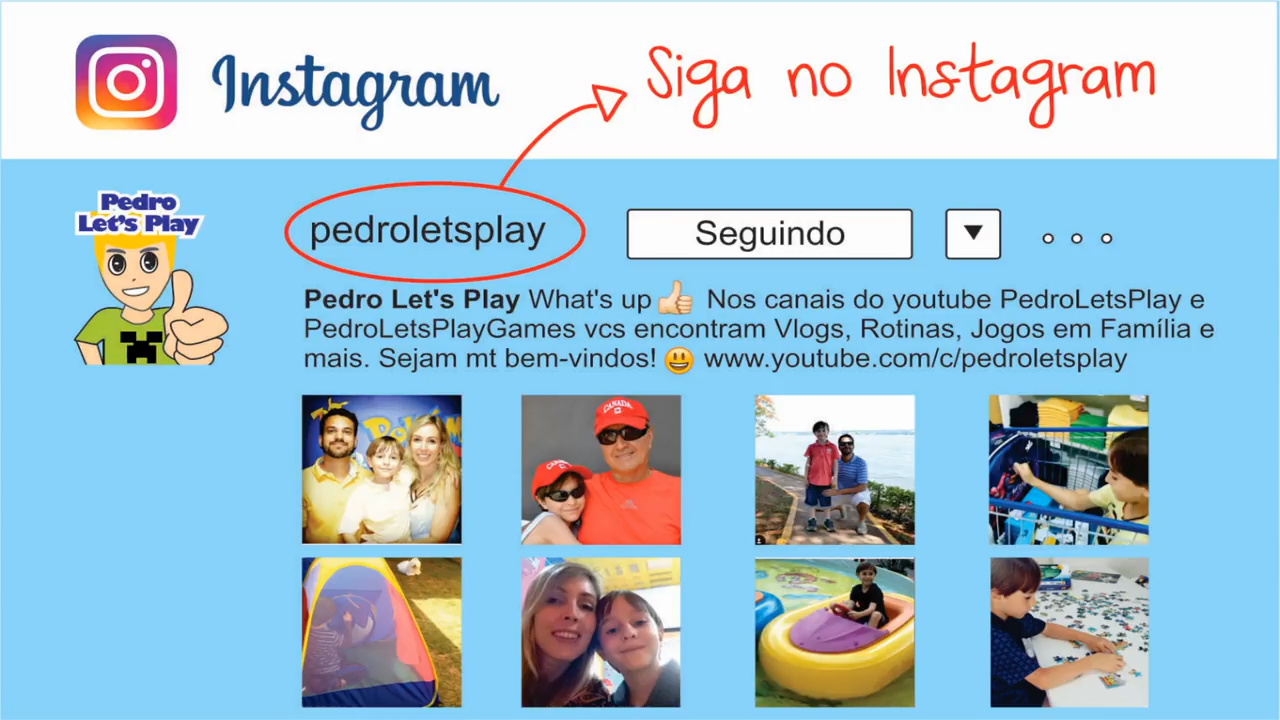 Instagram
Siga no Instagram
Pedro
Let's Play
pedroletsplay
Seguindo
Pedro Let's Play What's up 👍 Nos canais do youtube PedroLetsPlay e
PedroLetsPlayGames vcs encontram Vlogs, Rotinas, Jogos em Família e
mais. Sejam mt bem-vindos! 😃 www.youtube.com/c/pedroletsplay
CANADA